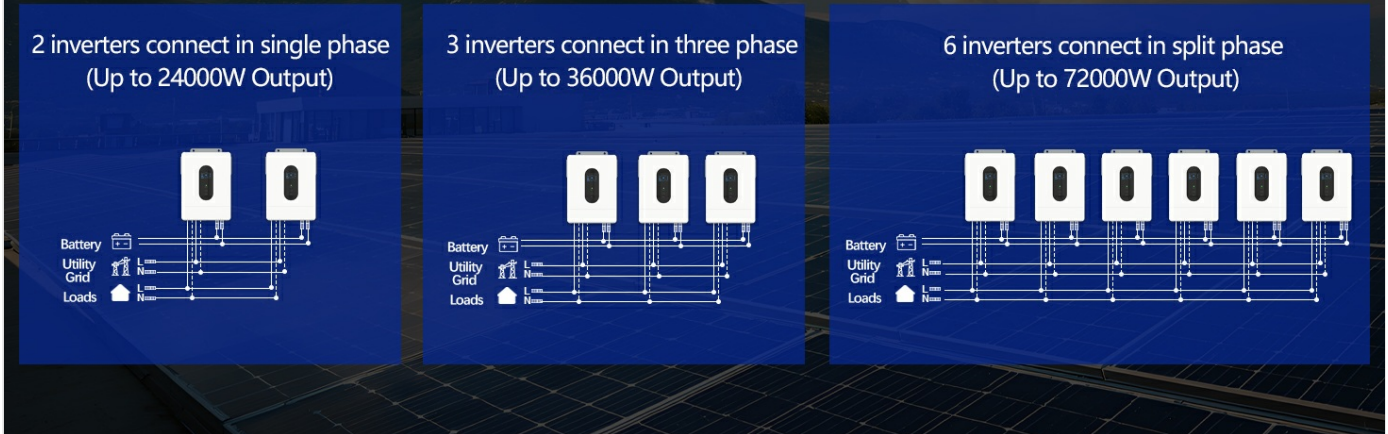 2 inverters connect in single phase
(Up to 24000W Output)
Battery
Utility
Grid
L
N
Loads
L
N
3 inverters connect in three phase
(Up to 36000W Output)
Battery
Utility
Grid
L
N
Loads
L
N
6 inverters connect in split phase
(Up to 72000W Output)
Battery
Utility
Grid
L
N
Loads
L
N